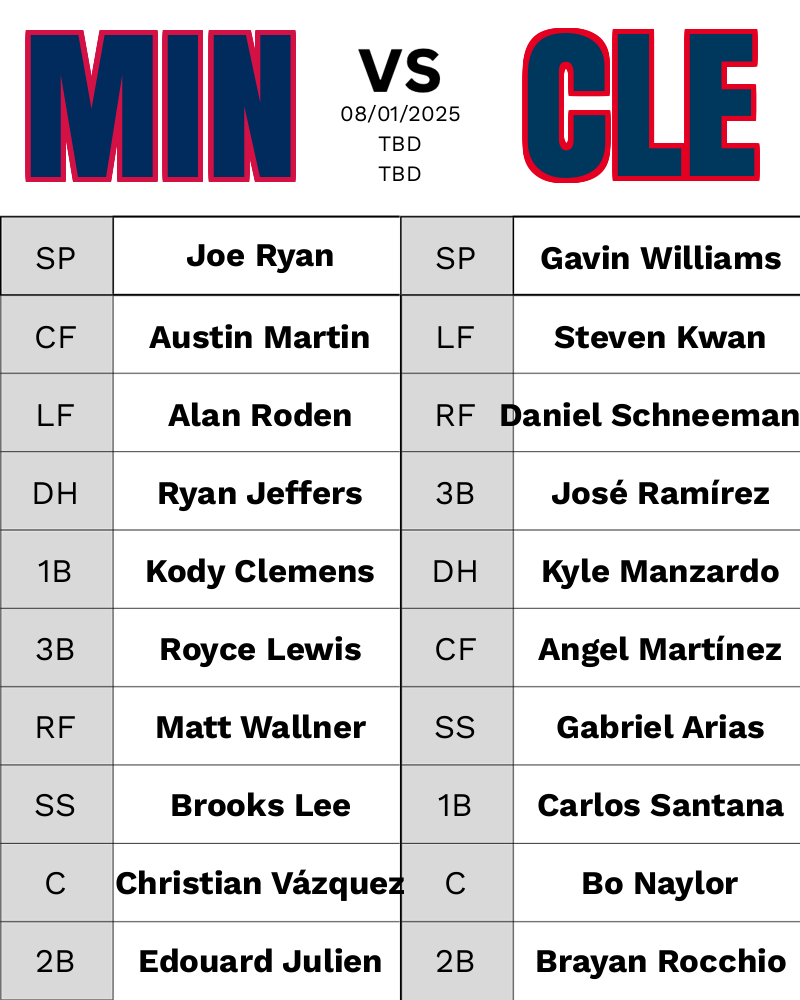 MIN VS CLE
08/01/2025
TBD
TBD
SP Joe Ryan SP Gavin Williams
CF Austin Martin LF Steven Kwan
LF Alan Roden RF Daniel Schneeman
DH Ryan Jeffers 3B José Ramírez
1B Kody Clemens DH Kyle Manzardo
3B Royce Lewis CF Angel Martínez
RF Matt Wallner SS Gabriel Arias
SS Brooks Lee 1B Carlos Santana
C Christian Vázquez C Bo Naylor
2B Edouard Julien 2B Brayan Rocchio